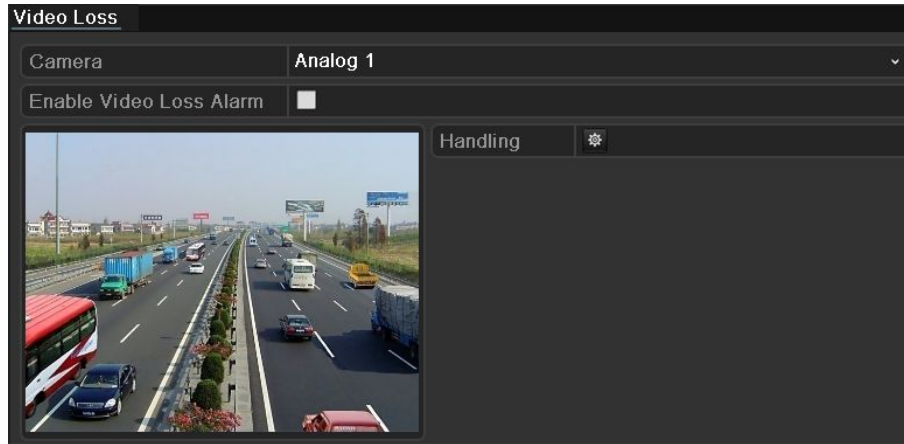 Video Loss
Camera
Analog 1
Enable Video Loss Alarm
Handling